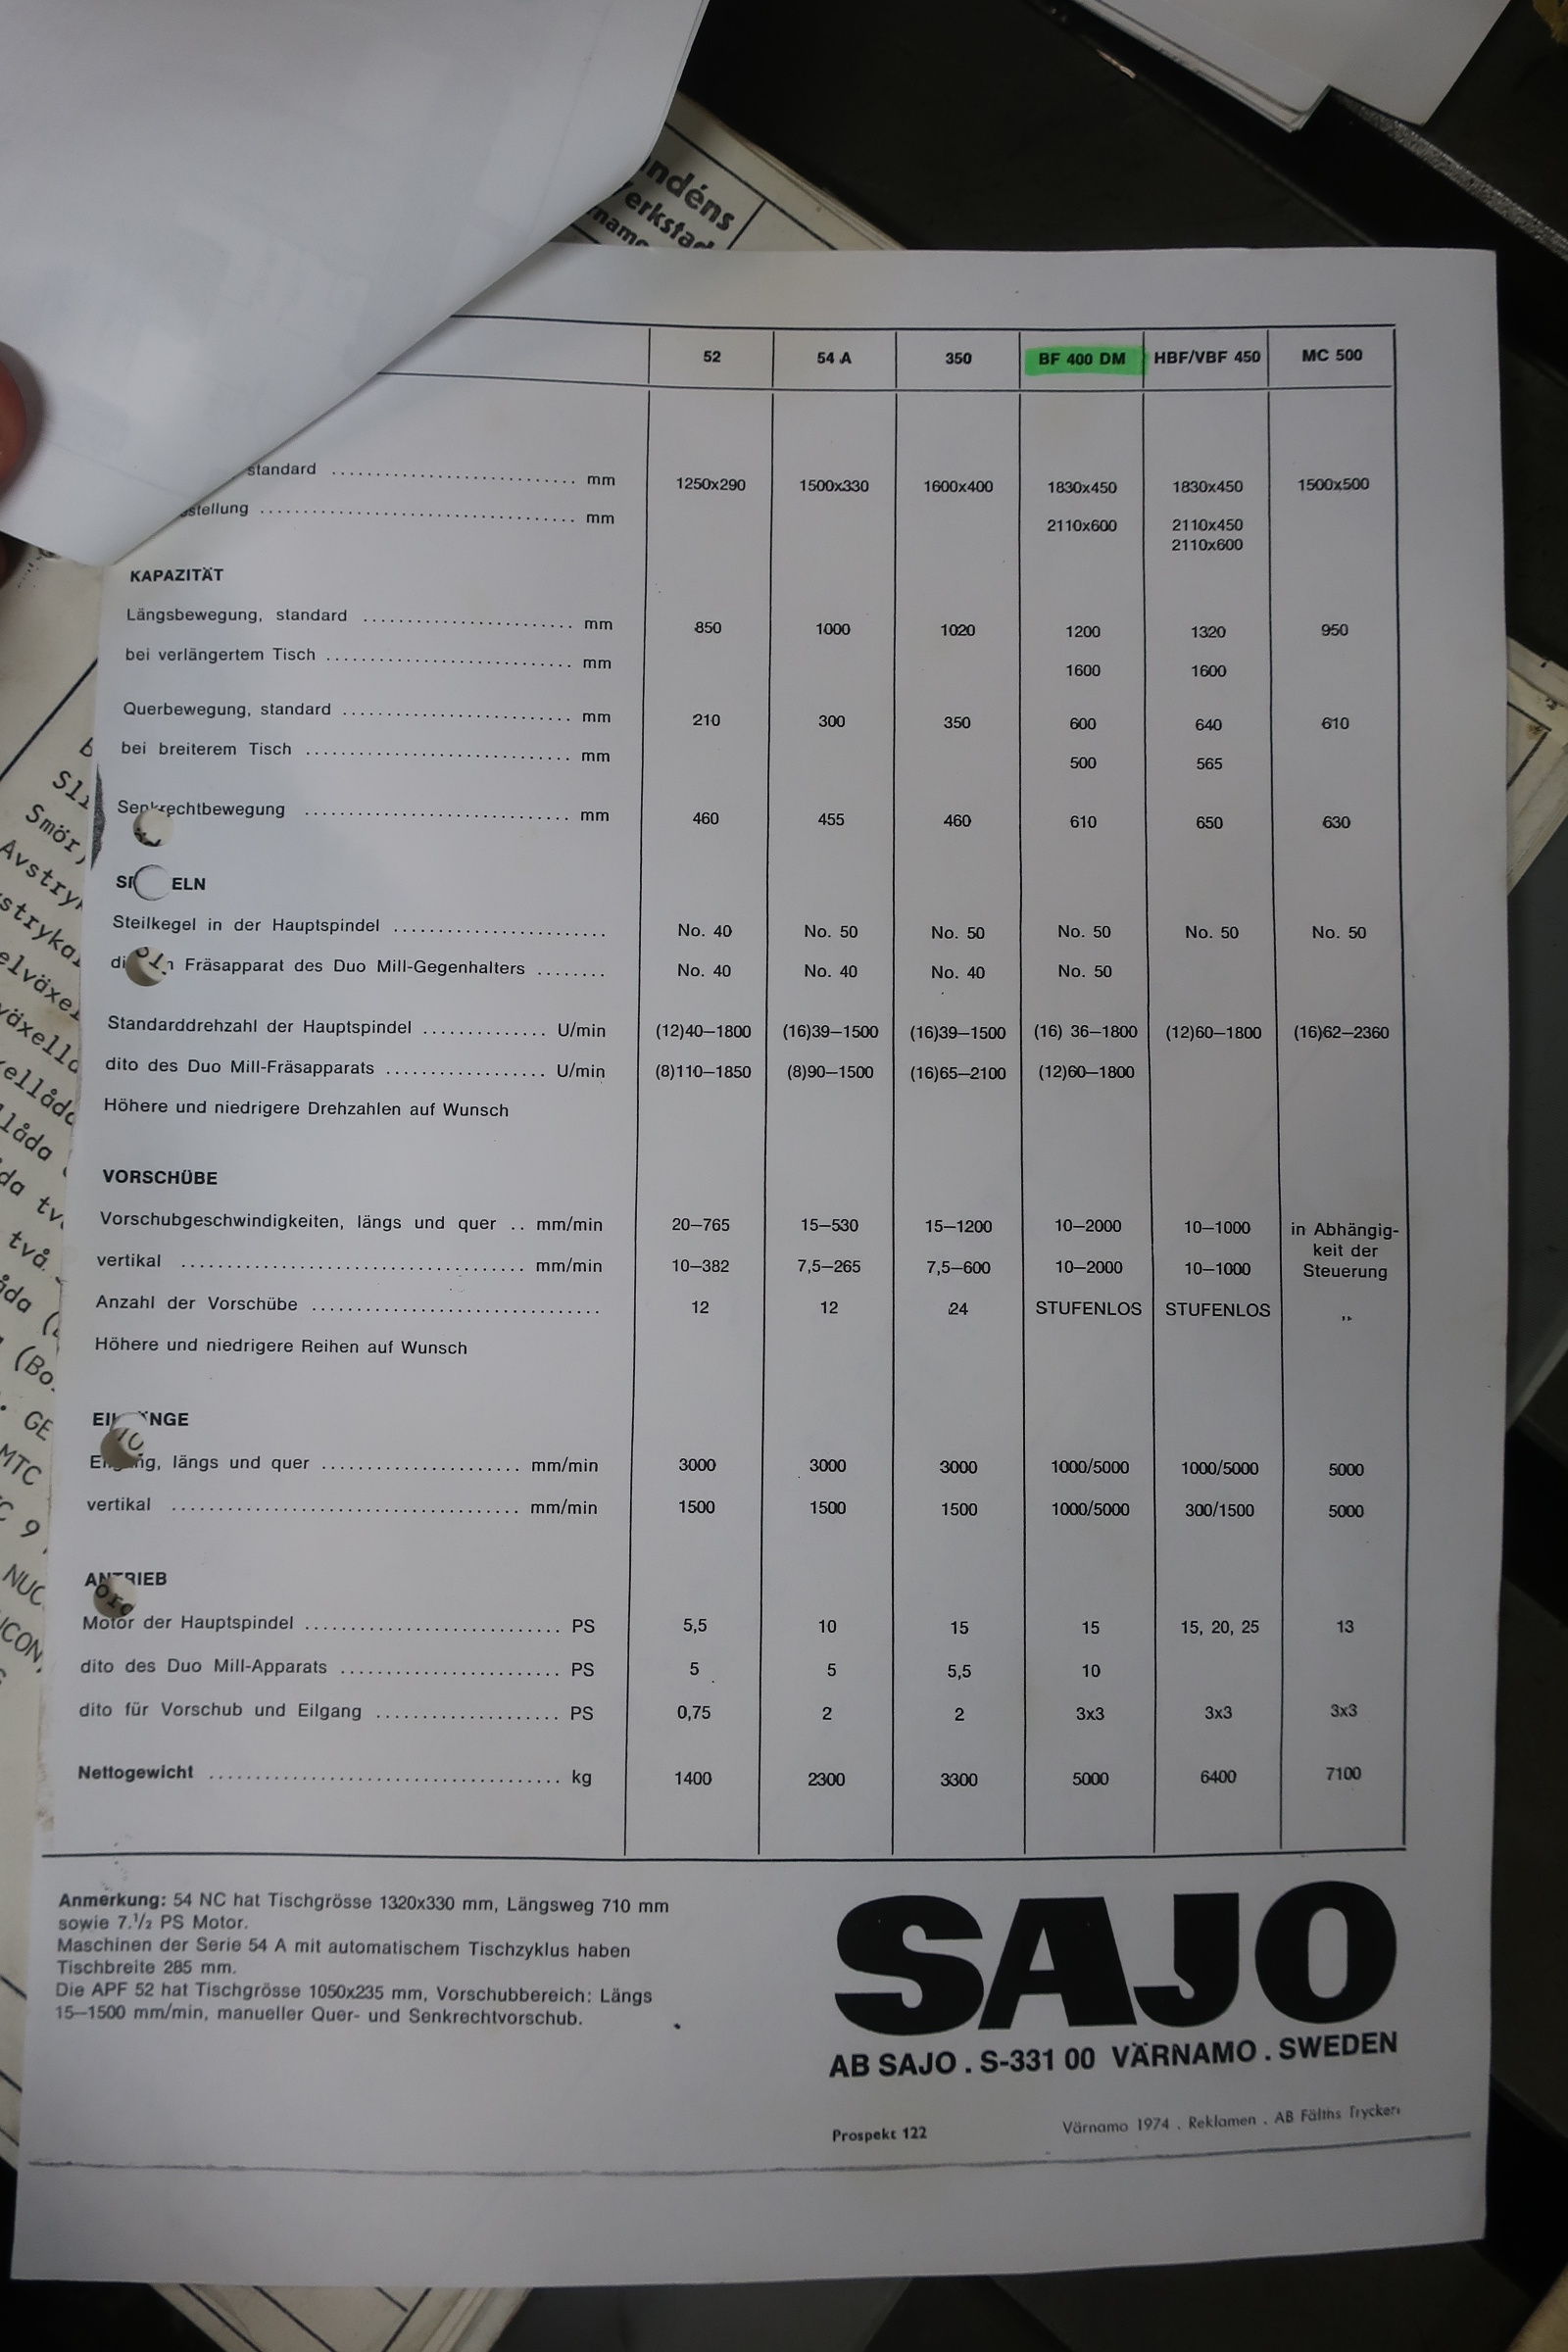 52 54 A 350 BF 400 DM HBF/VBF 450 MC 500
standard mm 1250x290 1500x330 1600x400 1830x450 1830x450 1500x500
mm 2110x600 2110x450
2110x600
KAPAZITÄT
Längsbewegung, standard mm 850 1000 1020 1200 1320 950
bei verlängertem Tisch mm 1600 1600
Querbewegung, standard mm 210 300 350 600 640 610
bei breiterem Tisch mm 500 565
Senkrechtbewegung mm 460 455 460 610 650 630
Steilkegel in der Hauptspindel No. 40 No. 50 No. 50 No. 50 No. 50 No. 50
Fräsapparat des Duo Mill-Gegenhalters No. 40 No. 40 No. 40 No. 50
Standarddrehzahl der Hauptspindel U/min (12)40—1800 (16)39—1500 (16)39—1500 (16) 36—1800 (12)60—1800 (16)62—2360
dito des Duo Mill-Fräsapparats U/min (8)110—1850 (8)90—1500 (16)65—2100 (12)60—1800
Höhere und niedrigere Drehzahlen auf Wunsch
VORSCHÜBE
Vorschubgeschwindigkeiten, längs und quer .. mm/min 20—765 15—530 15—1200 10—2000 10—1000 in Abhängig-
keit der
vertikal mm/min 10—382 7,5—265 7,5—600 10—2000 10—1000 Steuerung
Anzahl der Vorschübe 12 12 24 STUFENLOS STUFENLOS ,,
Höhere und niedrigere Reihen auf Wunsch
längs und quer mm/min 3000 3000 3000 1000/5000 1000/5000 5000
vertikal mm/min 1500 1500 1500 1000/5000 300/1500 5000
ANTRIEB
Motor der Hauptspindel PS 5,5 10 15 15 15, 20, 25 13
dito des Duo Mill-Apparats PS 5 5 5,5 10
dito für Vorschub und Eilgang PS 0,75 2 2 3x3 3x3 3x3
Nettogewicht kg 1400 2300 3300 5000 6400 7100
Anmerkung: 54 NC hat Tischgrösse 1320x330 mm, Längsweg 710 mm
sowie 7.1/2 PS Motor.
Maschinen der Serie 54 A mit automatischem Tischzyklus haben
Tischbreite 285 mm.
Die APF 52 hat Tischgrösse 1050x235 mm, Vorschubbereich: Längs
15—1500 mm/min, manueller Quer- und Senkrechtvorschub.
SAJO
AB SAJO . S-331 00 VÄRNAMO . SWEDEN
Prospekt 122
Värnamo 1974 . Reklamen . AB Fälths Tryckeri